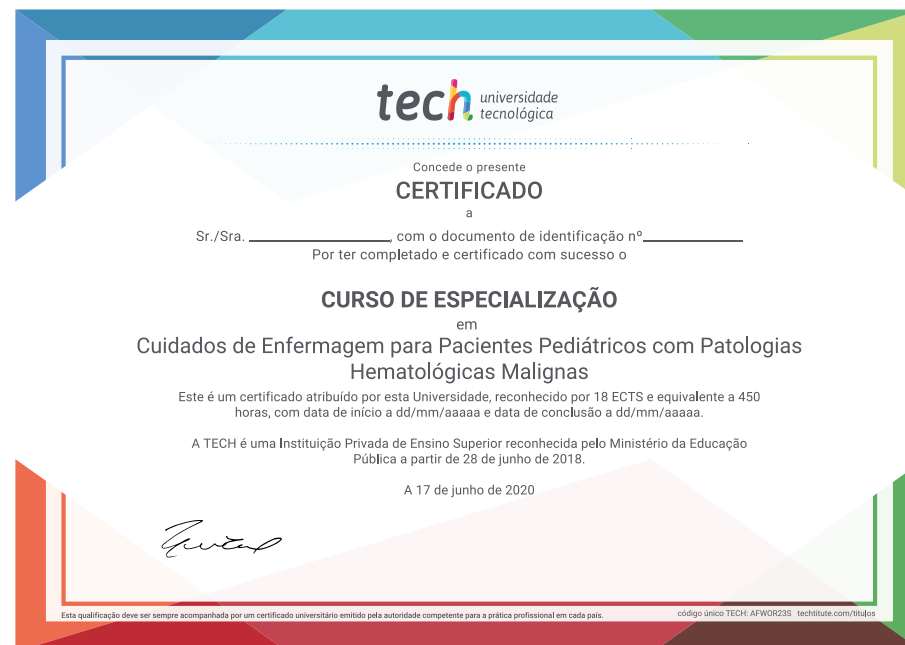 tech universidade
tecnológica
Concede o presente
CERTIFICADO
a
Sr./Sra. ____________, com o documento de identificação nº____________
Por ter completado e certificado com sucesso o
CURSO DE ESPECIALIZAÇÃO
em
Cuidados de Enfermagem para Pacientes Pediátricos com Patologias
Hematológicas Malignas
Este é um certificado atribuído por esta Universidade, reconhecido por 18 ECTS e equivalente a 450
horas, com data de início a dd/mm/aaaaa e data de conclusão a dd/mm/aaaaa.
A TECH é uma Instituição Privada de Ensino Superior reconhecida pelo Ministério da Educação
Pública a partir de 28 de junho de 2018.
A 17 de junho de 2020
Esta qualificação deve ser sempre acompanhada por um certificado universitário emitido pela autoridade competente para a prática profissional em cada país.
código único TECH: AFWOR23S techtitute.com/titulos